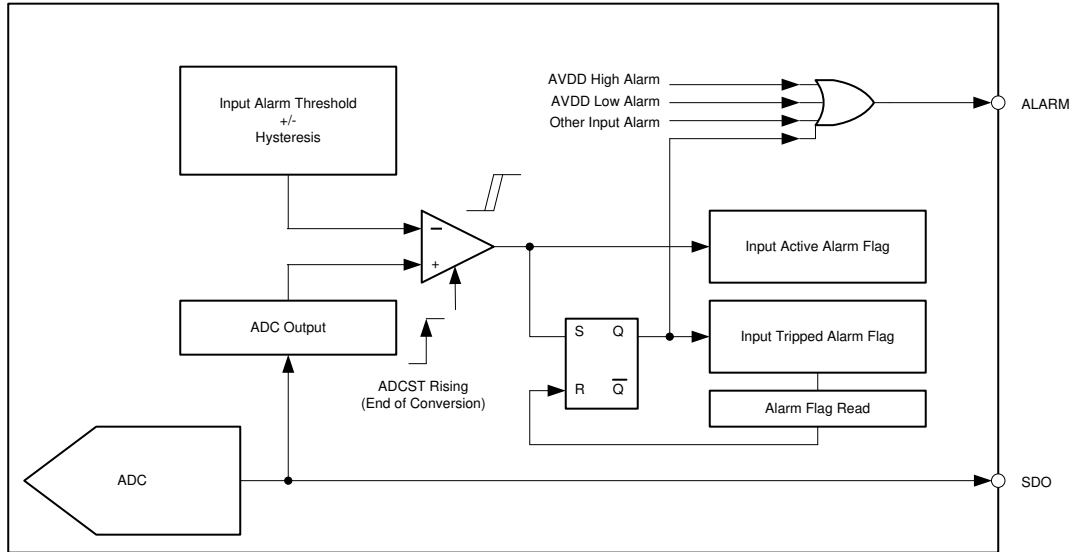 Input Alarm Threshold
+/-
Hysteresis
AVDD High Alarm
AVDD Low Alarm
Other Input Alarm
ALARM
−
+
Input Active Alarm Flag
ADC Output
ADCST Rising
(End of Conversion)
S Q
R Q̅
Input Tripped Alarm Flag
Alarm Flag Read
ADC
SDO